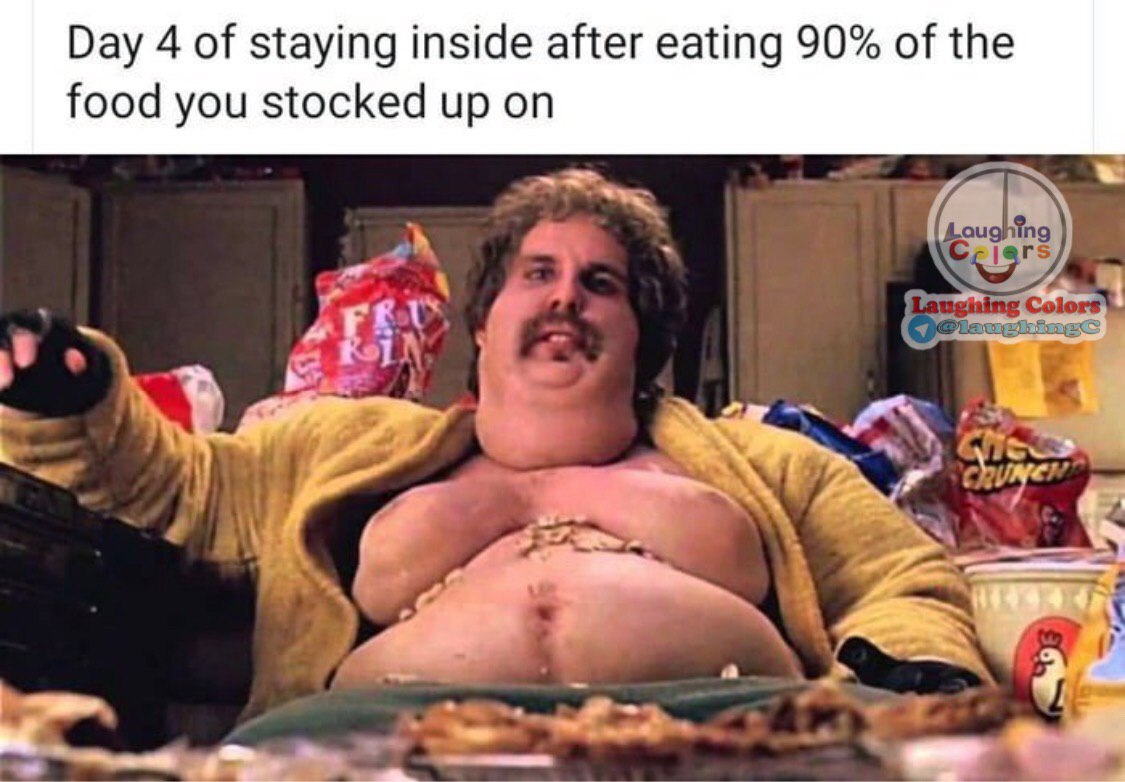 Day 4 of staying inside after eating 90% of the
food you stocked up on
Laughing
Colors
Laughing Colors
@laughingC
CRUNCH